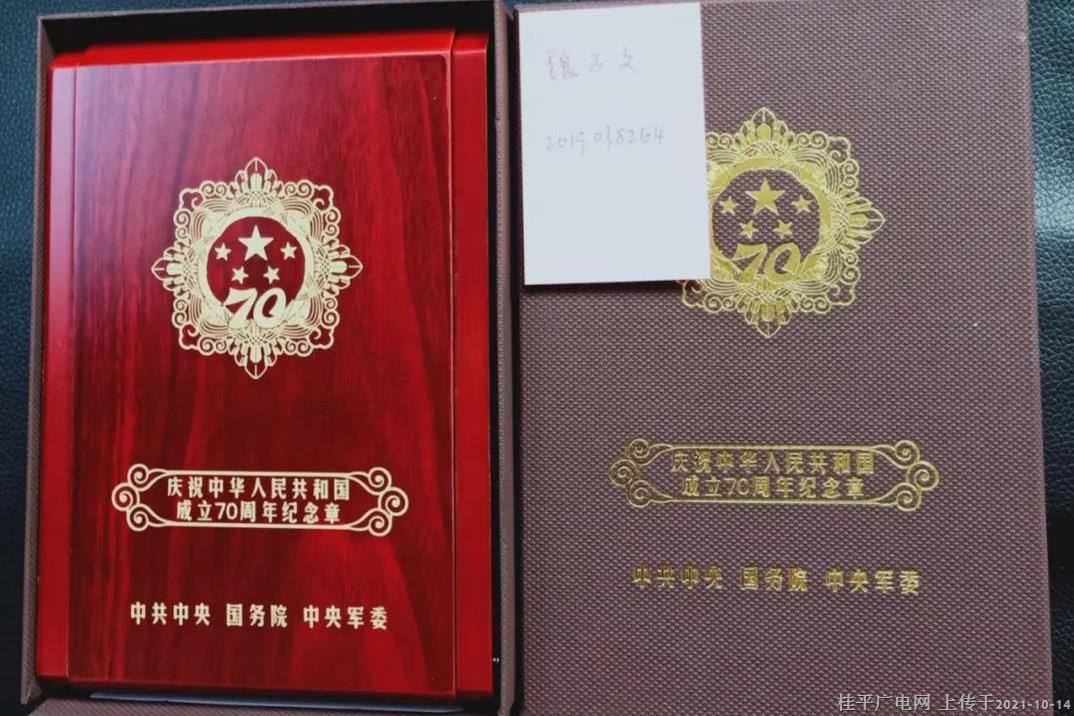 70
庆祝中华人民共和国
成立70周年纪念章
中共中央 国务院 中央军委
魏乃文
2019038264
70
庆祝中华人民共和国
成立70周年纪念章
中共中央 国务院 中央军委
桂平广电网 上传于2021-10-14